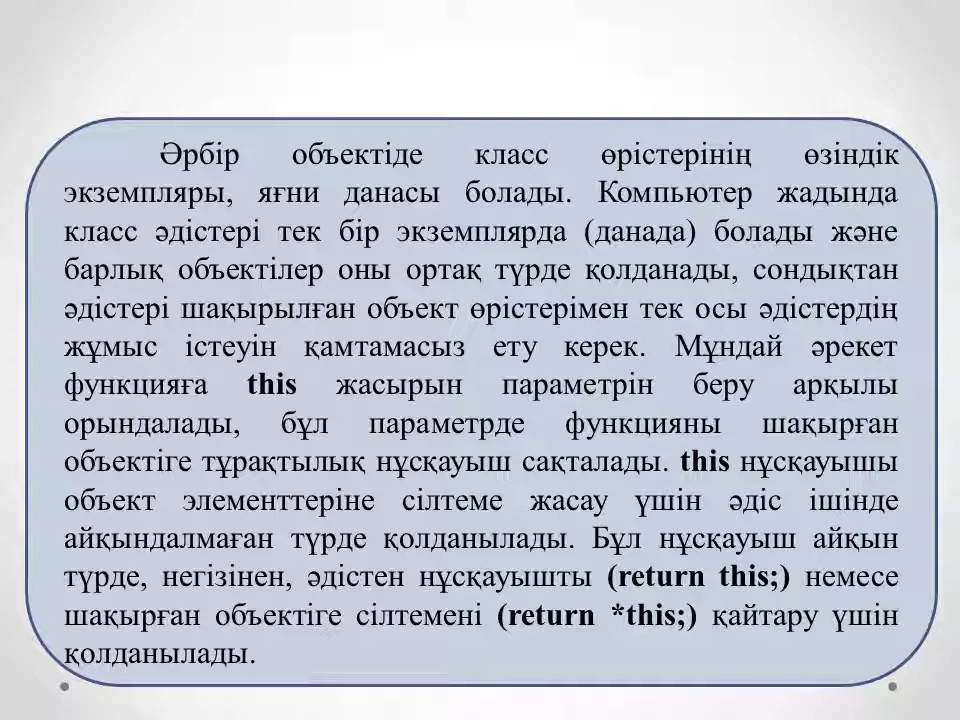 Әрбір объектіде класс өрістерінің өзіндік
экземпляры, яғни данасы болады. Компьютер жадында
класс әдістері тек бір экземплярда (данада) болады және
барлық объектілер оны ортақ түрде қолданады, сондықтан
әдістері шақырылған объект өрістерімен тек осы әдістердің
жұмыс істеуін қамтамасыз ету керек. Мұндай әрекет
функцияға this жасырын параметрін беру арқылы
орындалады, бұл параметрде функцияны шақырған
объектіге тұрақтылық нұсқауыш сақталады. this нұсқауышы
объект элементтеріне сілтеме жасау үшін әдіс ішінде
айқындалмаған түрде қолданылады. Бұл нұсқауыш айқын
түрде, негізінен, әдістен нұсқауышты (return this;) немесе
шақырған объектіге сілтемені (return *this;) қайтару үшін
қолданылады.